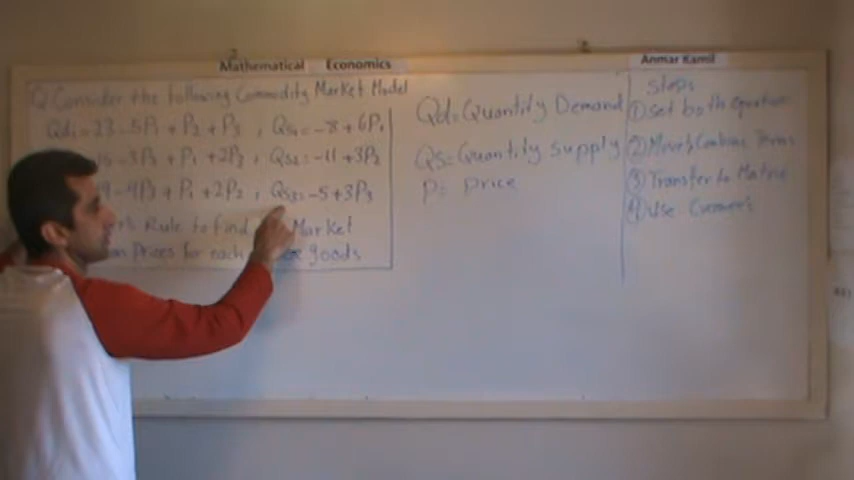 Mathematical Economics
Anmar Kamil
Q Consider the following Commodity Market Model
Qd1=23-5P1+P2+P3, QS1=-8+6P1
-3P2+P1+2P3, QS2=-11+3P2
-4P3+P1+2P2, QS3=-5+3P3
Rule to find Market
Prices for each goods
Qd=Quantity Demand
Qs=Quantity supply
P= price
Steps
① Set both equation
② Move & Combine Terms
③ Transfer to Matrix
④ Use Cramer's